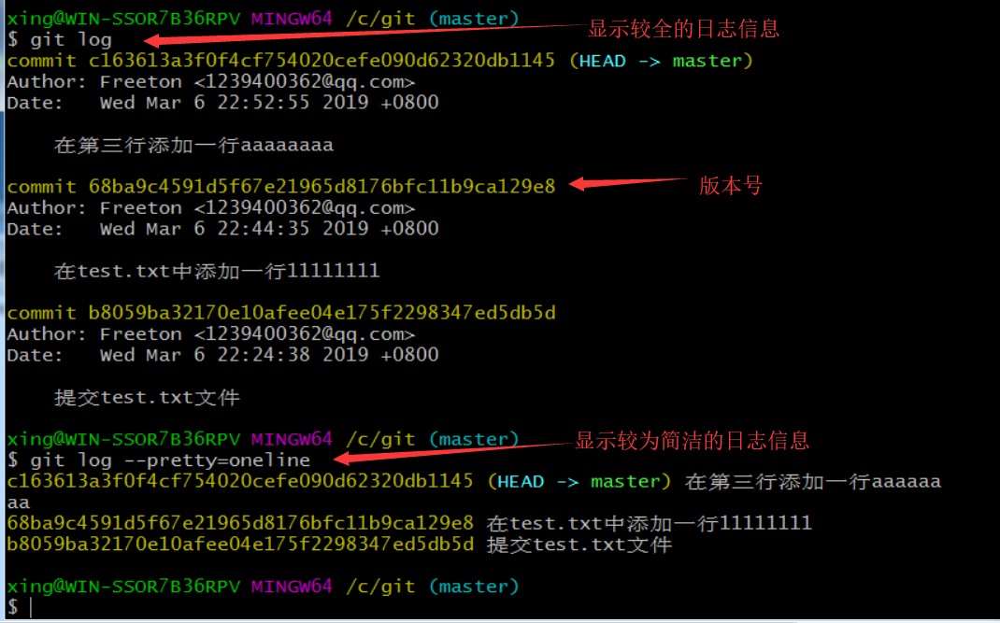 xing@WIN-SSOR7B36RPV MINGW64 /c/git (master)
$ git log
显示较全的日志信息
commit c163613a3f0f4cf754020cefe090d62320db1145 (HEAD -> master)
Author: Freeton <1239400362@qq.com>
Date:   Wed Mar 6 22:52:55 2019 +0800
在第三行添加一行aaaaaaaa
commit 68ba9c4591d5f67e21965d8176bfc11b9ca129e8
版本号
Author: Freeton <1239400362@qq.com>
Date:   Wed Mar 6 22:44:35 2019 +0800
在test.txt中添加一行11111111
commit b8059ba32170e10afee04e175f2298347ed5db5d
Author: Freeton <1239400362@qq.com>
Date:   Wed Mar 6 22:24:38 2019 +0800
提交test.txt文件
xing@WIN-SSOR7B36RPV MINGW64 /c/git (master)
显示较为简洁的日志信息
$ git log --pretty=oneline
c163613a3f0f4cf754020cefe090d62320db1145 (HEAD -> master) 在第三行添加一行aaaaaa
aa
68ba9c4591d5f67e21965d8176bfc11b9ca129e8 在test.txt中添加一行11111111
b8059ba32170e10afee04e175f2298347ed5db5d 提交test.txt文件
xing@WIN-SSOR7B36RPV MINGW64 /c/git (master)
$